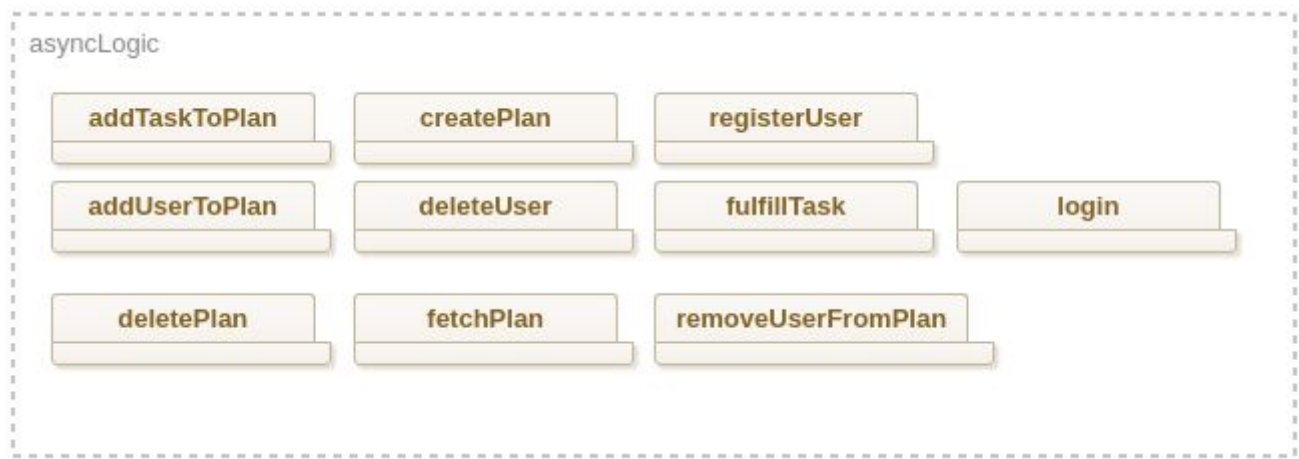 asyncLogic
addTaskToPlan createPlan registerUser
addUserToPlan deleteUser fulfillTask login
deletePlan fetchPlan removeUserFromPlan